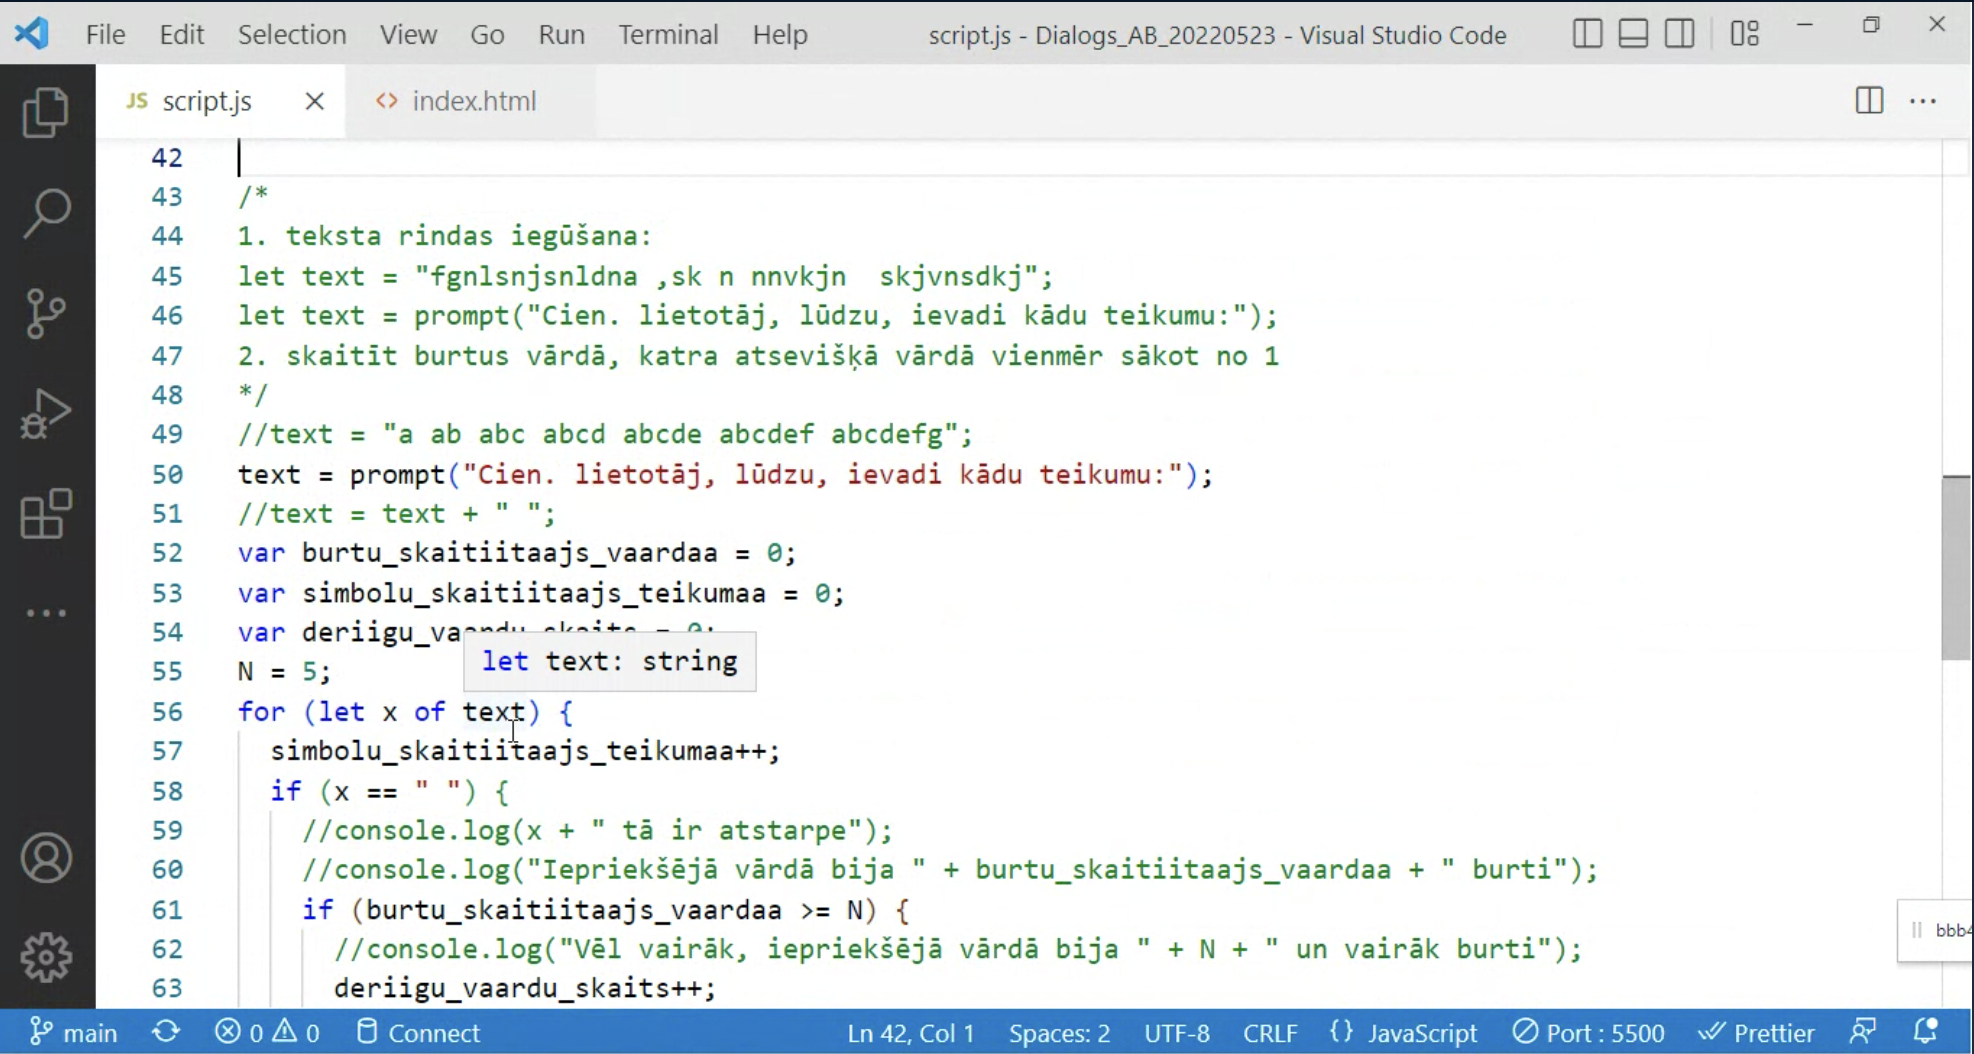 File Edit Selection View Go Run Terminal Help script.js - Dialogs_AB_20220523 - Visual Studio Code
JS script.js index.html
42
43 /*
44 1. teksta rindas iegūšana:
45 let text = "fgnlsnjsnldna ,sk n nnvkjn  skjvnsdkj";
46 let text = prompt("Cien. lietotāj, lūdzu, ievadi kādu teikumu:");
47 2. skaitīt burtus vārdā, katra atsevišķā vārdā vienmēr sākot no 1
48 */
49 //text = "a ab abc abcd abcde abcdef abcdefg";
50 text = prompt("Cien. lietotāj, lūdzu, ievadi kādu teikumu:");
51 //text = text + " ";
52 var burtu_skaitiitaajs_vaardaa = 0;
53 var simbolu_skaitiitaajs_teikumaa = 0;
54 var deriigu_vaardu_skaits = 0;
let text: string
55 N = 5;
56 for (let x of text) {
57 simbolu_skaitiitaajs_teikumaa++;
58 if (x == " ") {
59 //console.log(x + " tā ir atstarpe");
60 //console.log("Iepriekšējā vārdā bija " + burtu_skaitiitaajs_vaardaa + " burti");
61 if (burtu_skaitiitaajs_vaardaa >= N) {
62 //console.log("Vēl vairāk, iepriekšējā vārdā bija " + N + " un vairāk burti");
63 deriigu_vaardu_skaits++;
main 0 0 Connect Ln 42, Col 1 Spaces: 2 UTF-8 CRLF {} JavaScript Port : 5500 Prettier